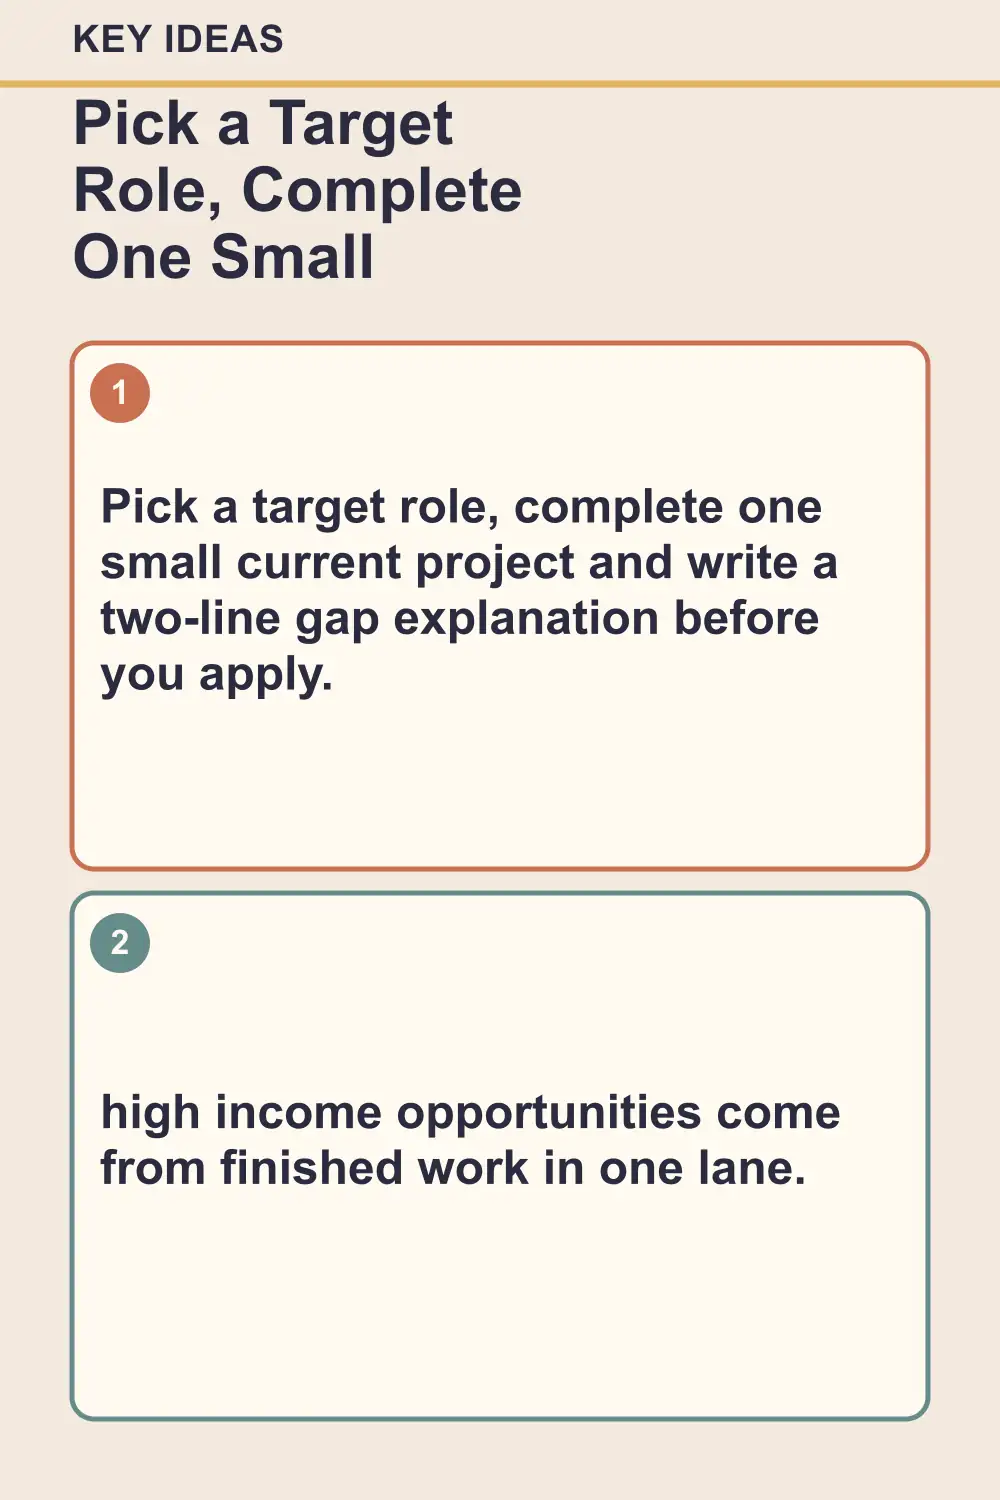 KEY IDEAS
Pick a Target
Role, Complete
One Small
1
Pick a target role, complete one
small current project and write a
two-line gap explanation before
you apply.
2
high income opportunities come
from finished work in one lane.